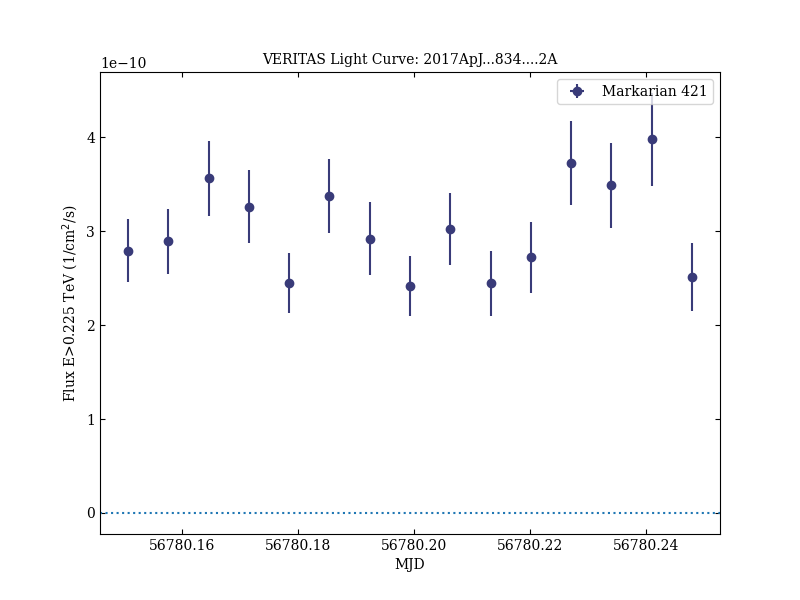 VERITAS Light Curve: 2017ApJ...834....2A
1e−10
Markarian 421
4
3
2
1
0
Flux E>0.225 TeV (1/cm²/s)
56780.16 56780.18 56780.20 56780.22 56780.24
MJD